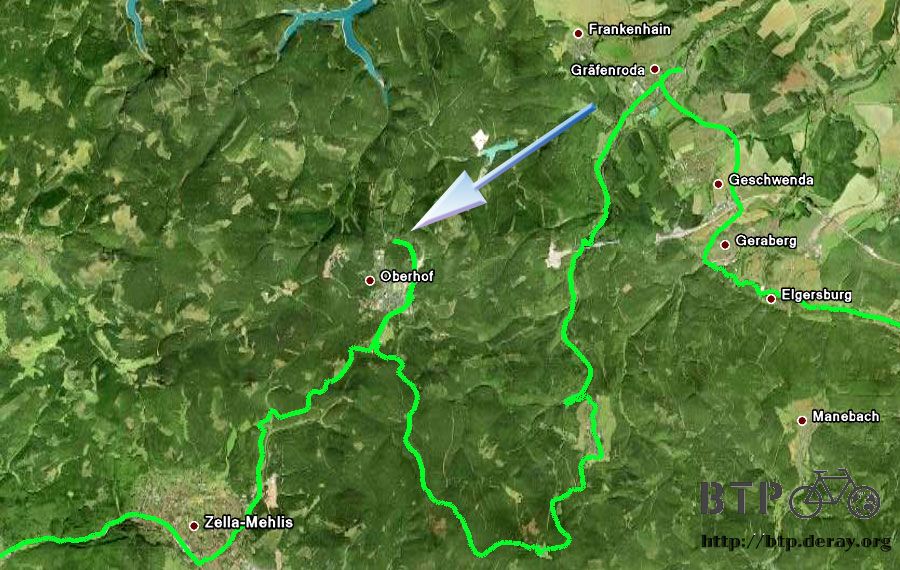 Frankenhain
Gräfenroda
Geschwenda
Geraberg
Oberhof
Elgersburg
Manebach
Zella-Mehlis
BTP
http://btp.deray.org